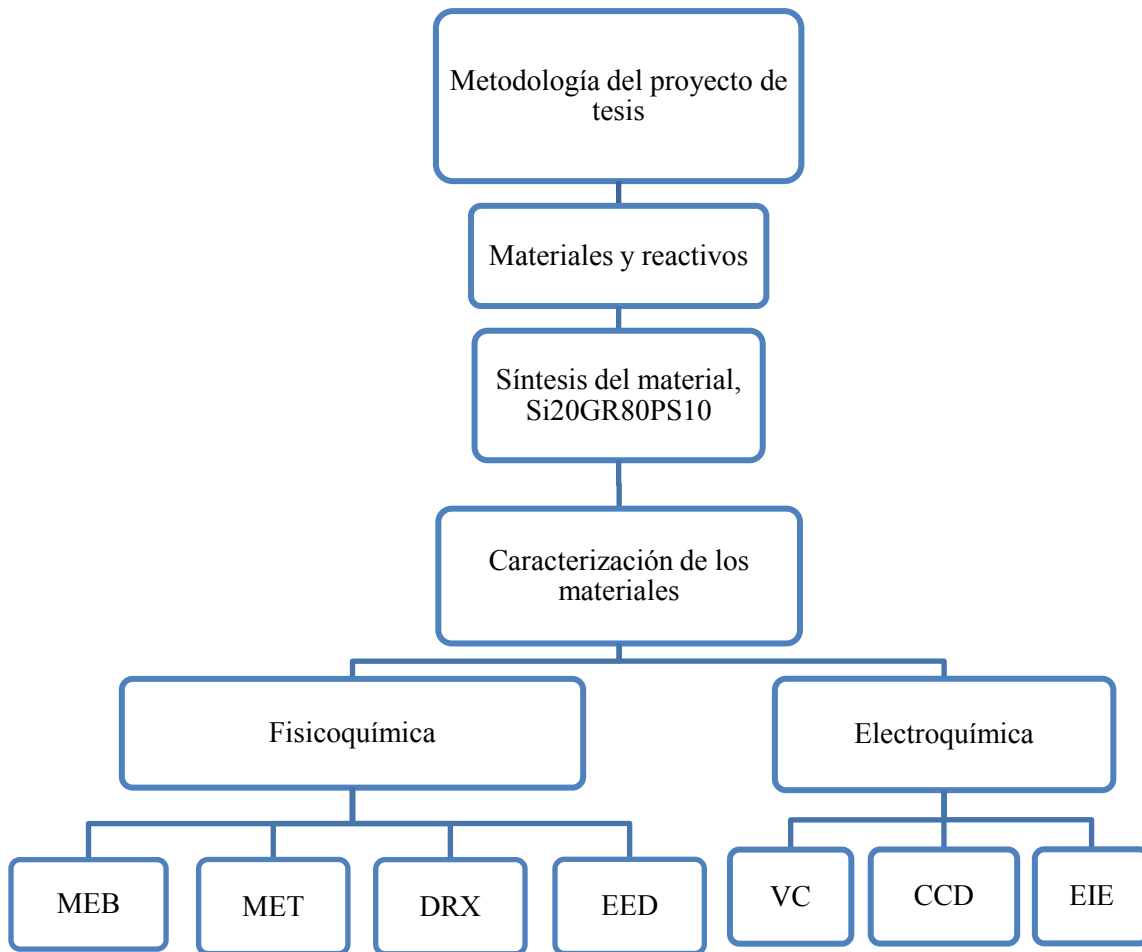 Metodología del proyecto de
tesis
Materiales y reactivos
Síntesis del material,
Si20GR80PS10
Caracterización de los
materiales
Fisicoquímica
Electroquímica
MEB
MET
DRX
EED
VC
CCD
EIE